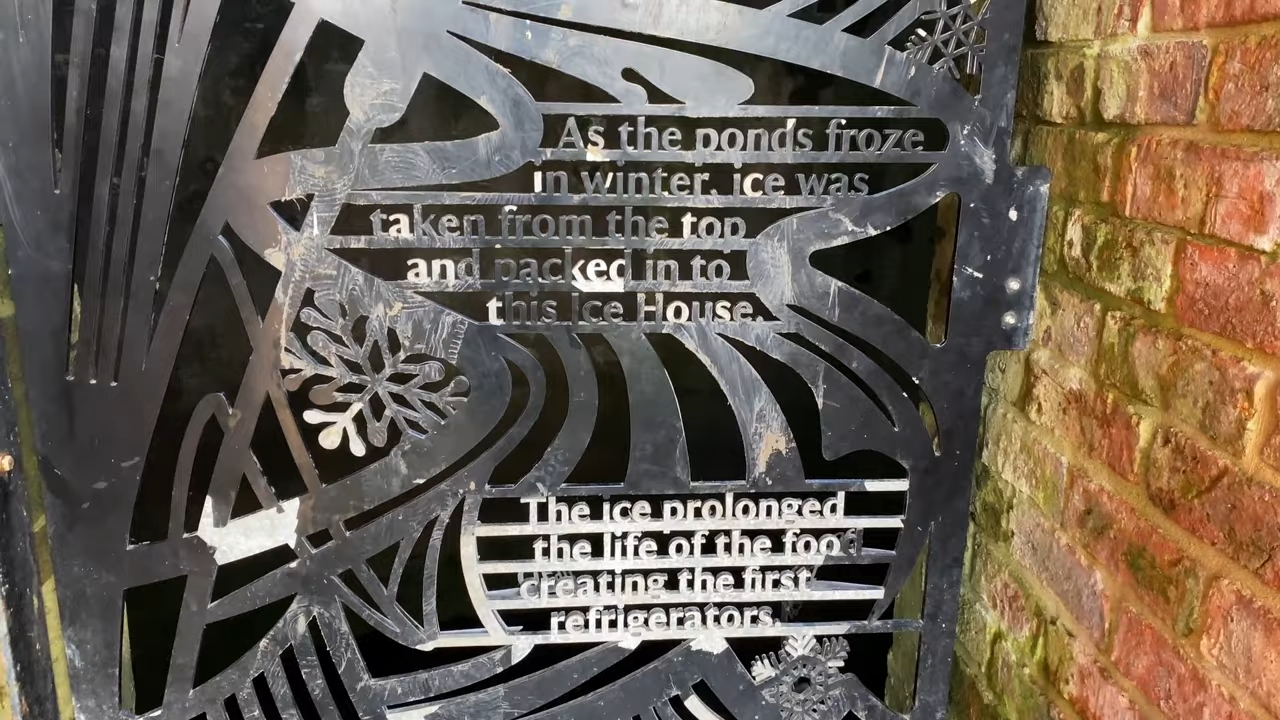 As the ponds froze
in winter, ice was
taken from the top
and packed in to
this Ice House.
The ice prolonged
the life of the food
creating the first
refrigerators.